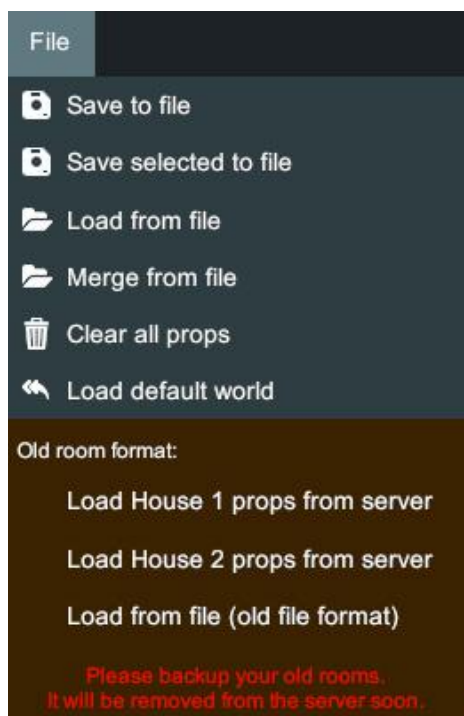 File
Save to file
Save selected to file
Load from file
Merge from file
Clear all props
Load default world
Old room format:
Load House 1 props from server
Load House 2 props from server
Load from file (old file format)
Please backup your old rooms.
It will be removed from the server soon.